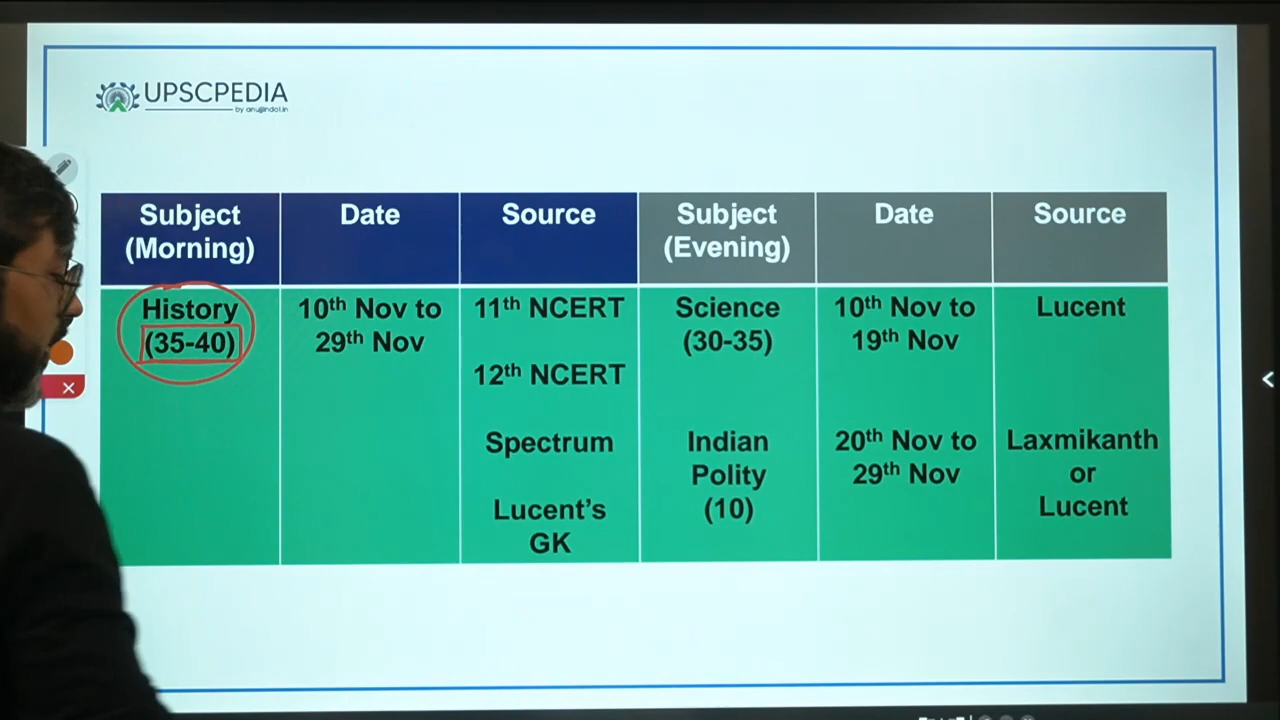 UPSCPEDIA
by anujjindol.in
Subject
(Morning)
Date
Source
Subject
(Evening)
Date
Source
History
(35-40)
10th Nov to
29th Nov
11th NCERT
12th NCERT
Spectrum
Lucent's
GK
Science
(30-35)
10th Nov to
19th Nov
Lucent
Indian
Polity
(10)
20th Nov to
29th Nov
Laxmikanth
or
Lucent